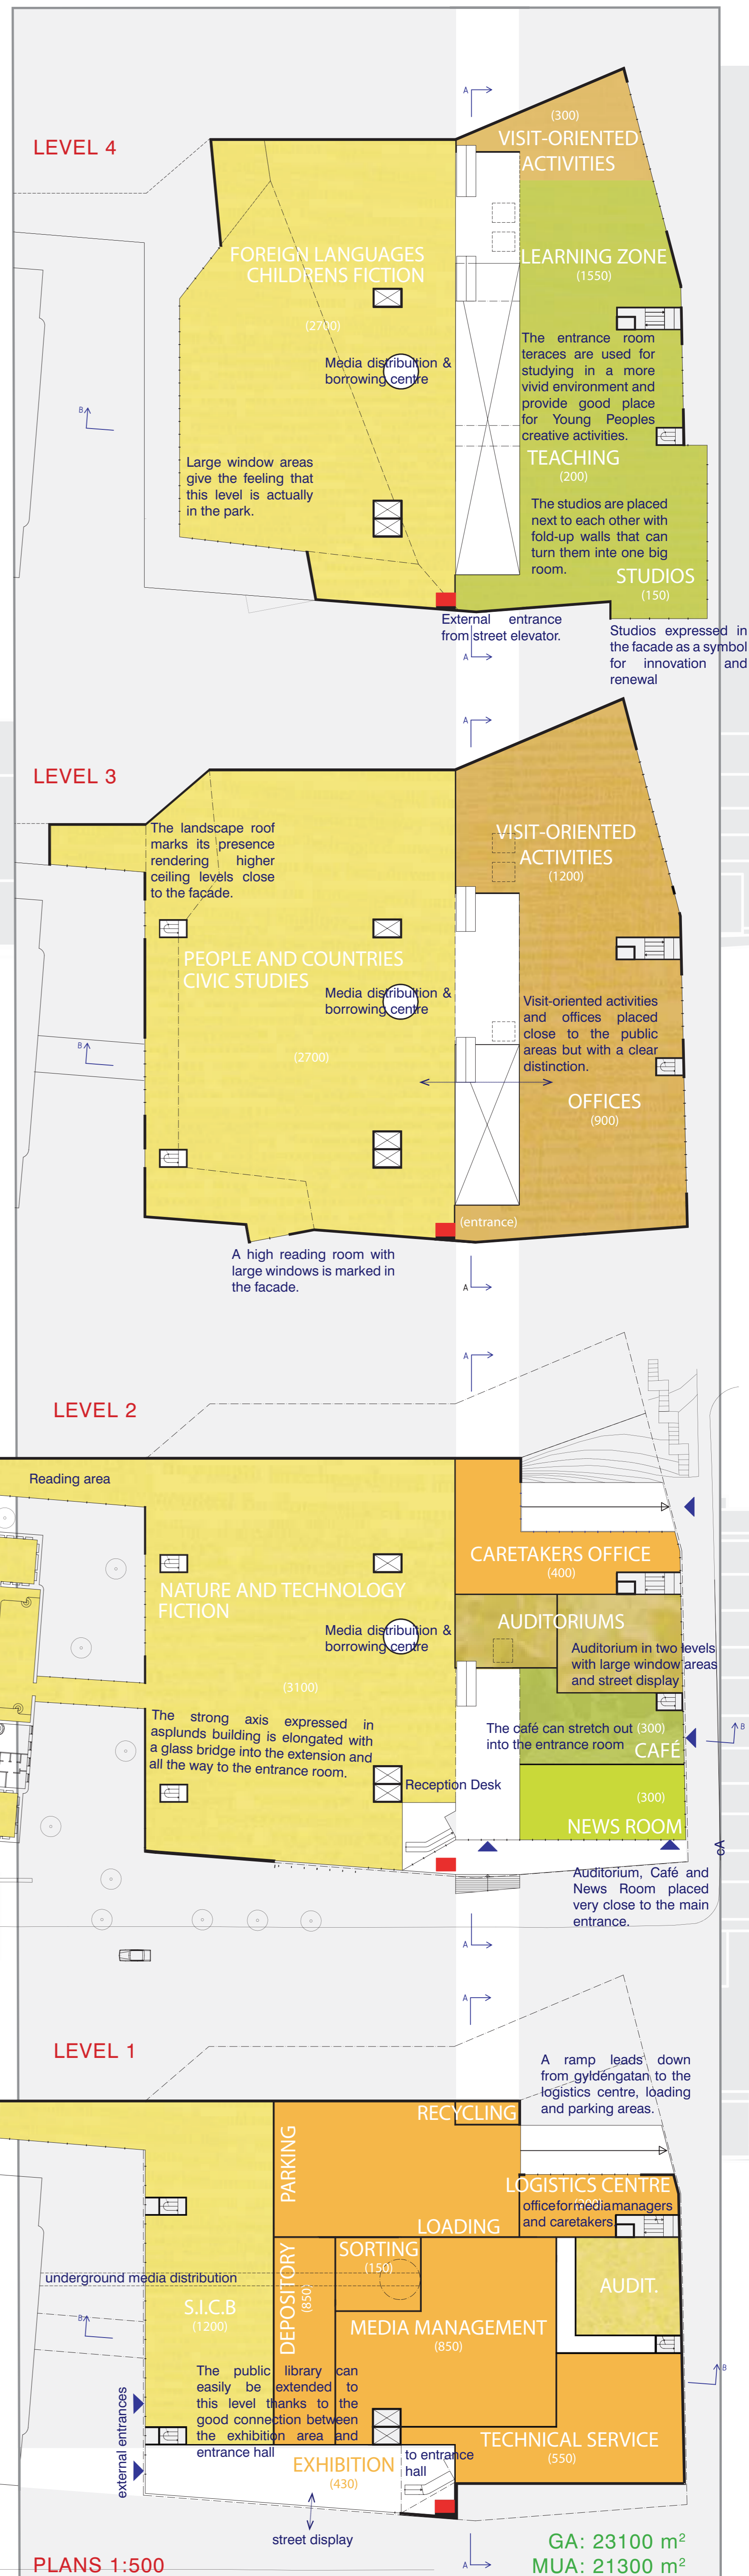 A
LEVEL 4
(300)
VISIT-ORIENTED
ACTIVITIES
FOREIGN LANGUAGES
CHILDRENS FICTION
(2700)
LEARNING ZONE
(1550)
Media distribuition &
borrowing centre
The entrance room
teraces are used for
studying in a more
vivid environment and
provide good place
for Young Peoples
creative activities.
B
Large window areas
give the feeling that
this level is actually
in the park.
TEACHING
(200)
The studios are placed
next to each other with
fold-up walls that can
turn them inte one big
room.
STUDIOS
(150)
External entrance
from street elevator.
A
Studios expressed in
the facade as a symbol
for innovation and
renewal
A
LEVEL 3
The landscape roof
marks its presence
rendering higher
ceiling levels close
to the facade.
VISIT-ORIENTED
ACTIVITIES
(1200)
PEOPLE AND COUNTRIES
CIVIC STUDIES
Media distribuition &
borrowing centre
(2700)
B
Visit-oriented activities
and offices placed
close to the public
areas but with a clear
distinction.
OFFICES
(900)
(entrance)
A high reading room with
large windows is marked in
the facade.
A
A
LEVEL 2
Reading area
CARETAKERS OFFICE
(400)
NATURE AND TECHNOLOGY
FICTION
AUDITORIUMS
Media distribuition &
borrowing centre
Auditorium in two levels
with large window areas
and street display
(3100)
The strong axis expressed in
asplunds building is elongated with
a glass bridge into the extension and
all the way to the entrance room.
The café can stretch out
into the entrance room
(300)
CAFÉ
B
Reception Desk
(300)
NEWS ROOM
Auditorium, Café and
News Room placed
very close to the main
entrance.
A
A
LEVEL 1
A ramp leads down
from gyldéngatan to the
logistics centre, loading
and parking areas.
RECYCLING
PARKING
LOGISTICS CENTRE
office for media managers
and caretakers.
LOADING
SORTING
(150)
underground media distribution
DEPOSITORY
(850)
AUDIT.
S.I.C.B
(1200)
B
MEDIA MANAGEMENT
(850)
B
The public library can
easily be extended to
this level thanks to the
good connection between
the exhibition area and
entrance hall
external entrances
TECHNICAL SERVICE
(550)
EXHIBITION
(430)
to entrance
hall
street display
A
GA: 23100 m²
MUA: 21300 m²
PLANS 1:500